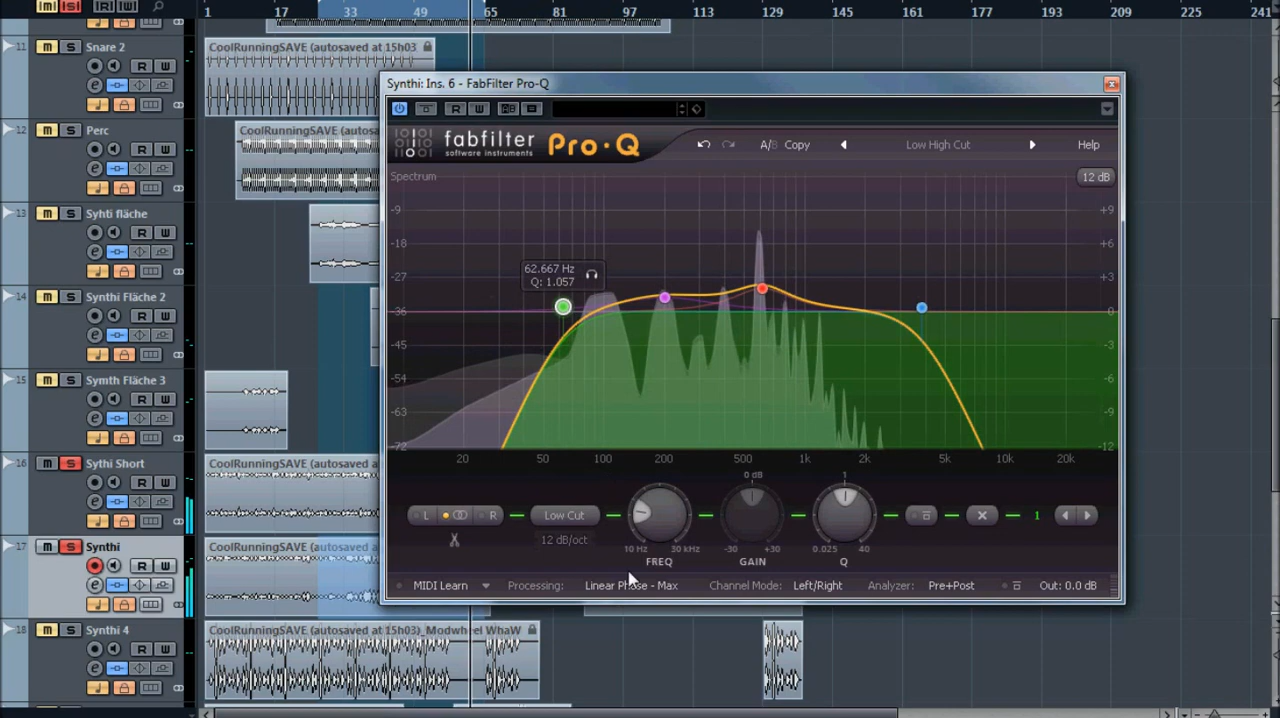 m S R W
1 17 33 49 65 81 97 113 129 145 161 177 193 209 225 241
11 m S Snare 2
R W
e
CoolRunningSAVE (autosaved at 15h03
12 m S Perc
R W
e
CoolRunningSAVE (autosa
13 m S Syhti fläche
R W
e
14 m S Synthi Fläche 2
R W
e
15 m S Symth Fläche 3
R W
e
16 m S Sythi Short
R W
e
CoolRunningSAVE (autosaved at 15h03
17 m S Synthi
R W
e
CoolRunningSAVE (autosaved at 15h03
18 m S Synthi 4
R W
e
CoolRunningSAVE (autosaved at 15h03)_Modwheel WhaW
Synthi: Ins. 6 - FabFilter Pro-Q
R W
fabfilter Pro·Q
software instruments
A/B Copy
Low High Cut
Help
Spectrum
12 dB
-9 +9
-18 +6
-27 +3
-36 0
-45 -3
-54 -6
-63 -9
-72 -12
62.667 Hz
Q: 1.057
20 50 100 200 500 1k 2k 5k 10k 20k
0 dB 1
L R Low Cut 1
12 dB/oct
10 Hz 30 kHz -30 +30 0.025 40
FREQ GAIN Q
MIDI Learn Processing: Linear Phase - Max Channel Mode: Left/Right Analyzer: Pre+Post Out: 0.0 dB